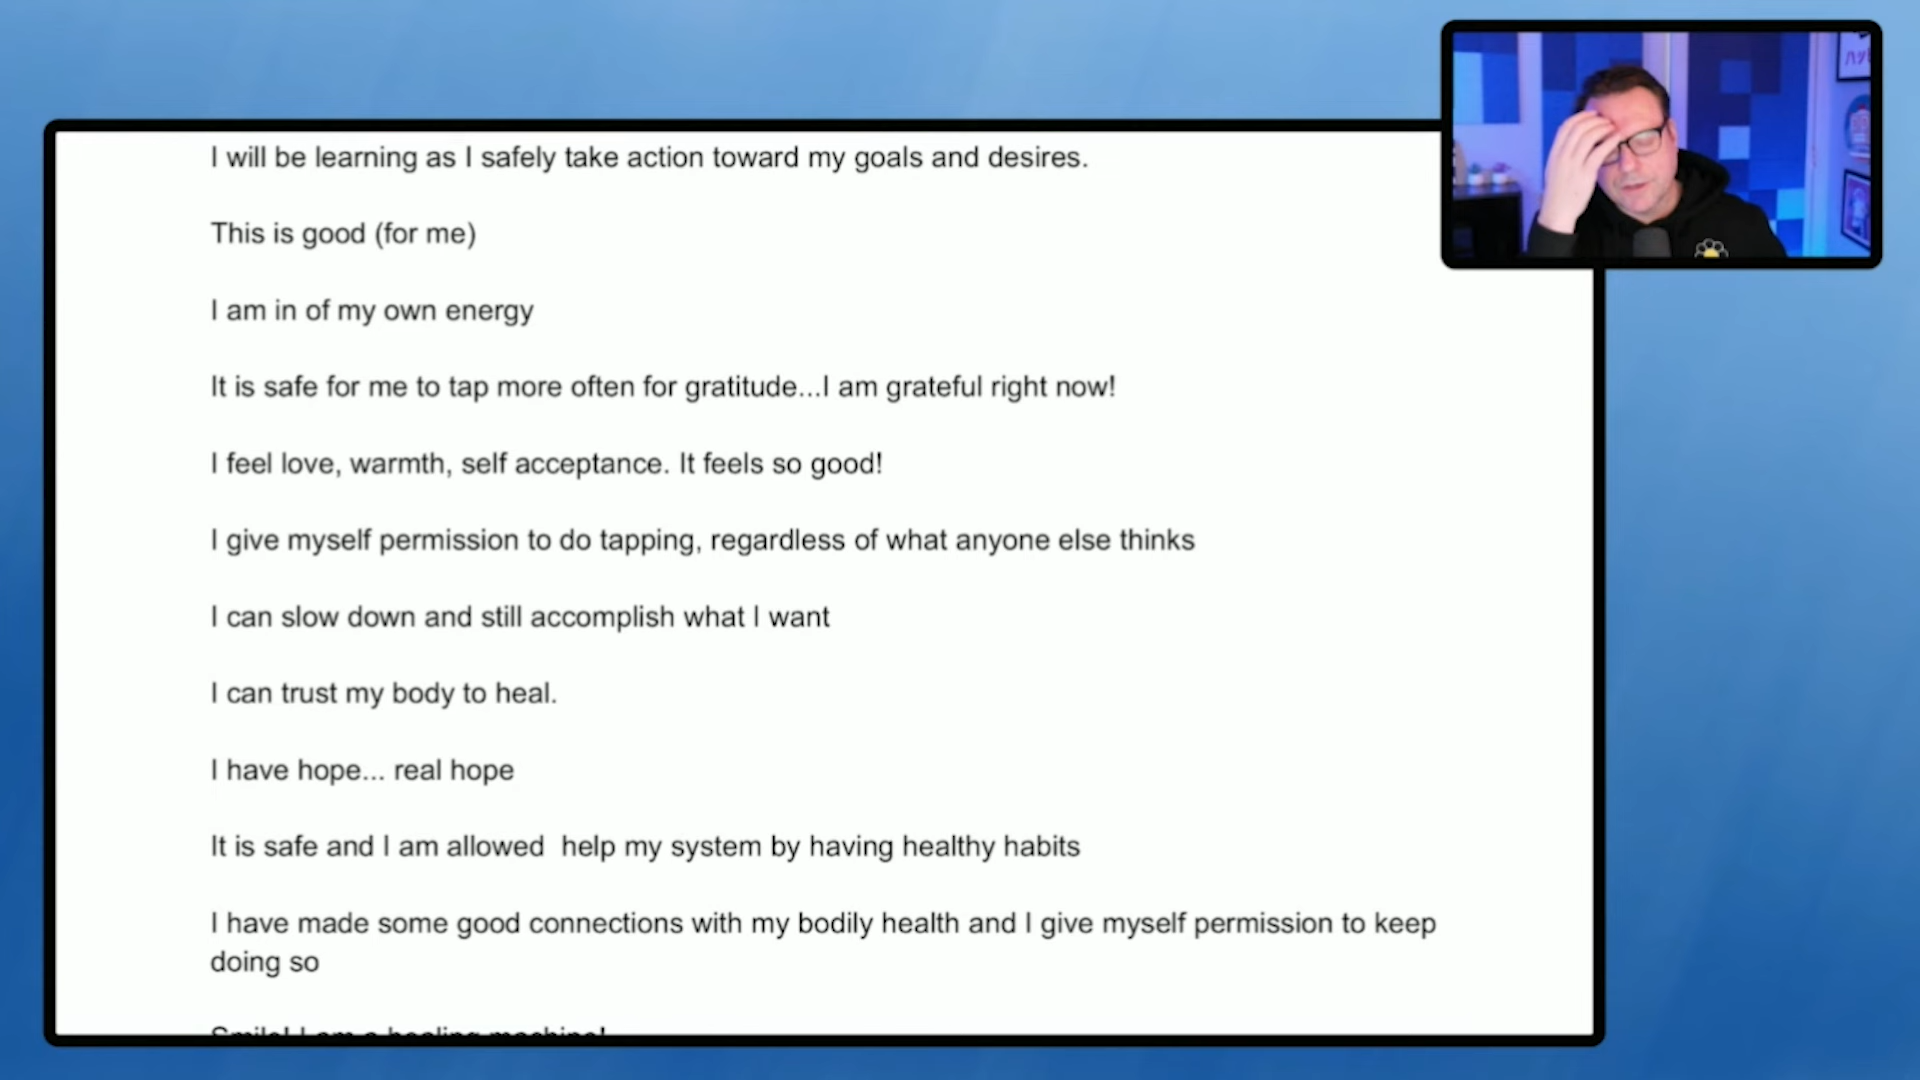 I will be learning as I safely take action toward my goals and desires.
This is good (for me)
I am in of my own energy
It is safe for me to tap more often for gratitude...I am grateful right now!
I feel love, warmth, self acceptance. It feels so good!
I give myself permission to do tapping, regardless of what anyone else thinks
I can slow down and still accomplish what I want
I can trust my body to heal.
I have hope... real hope
It is safe and I am allowed  help my system by having healthy habits
I have made some good connections with my bodily health and I give myself permission to keep
doing so
Smile! I am a healing machine!